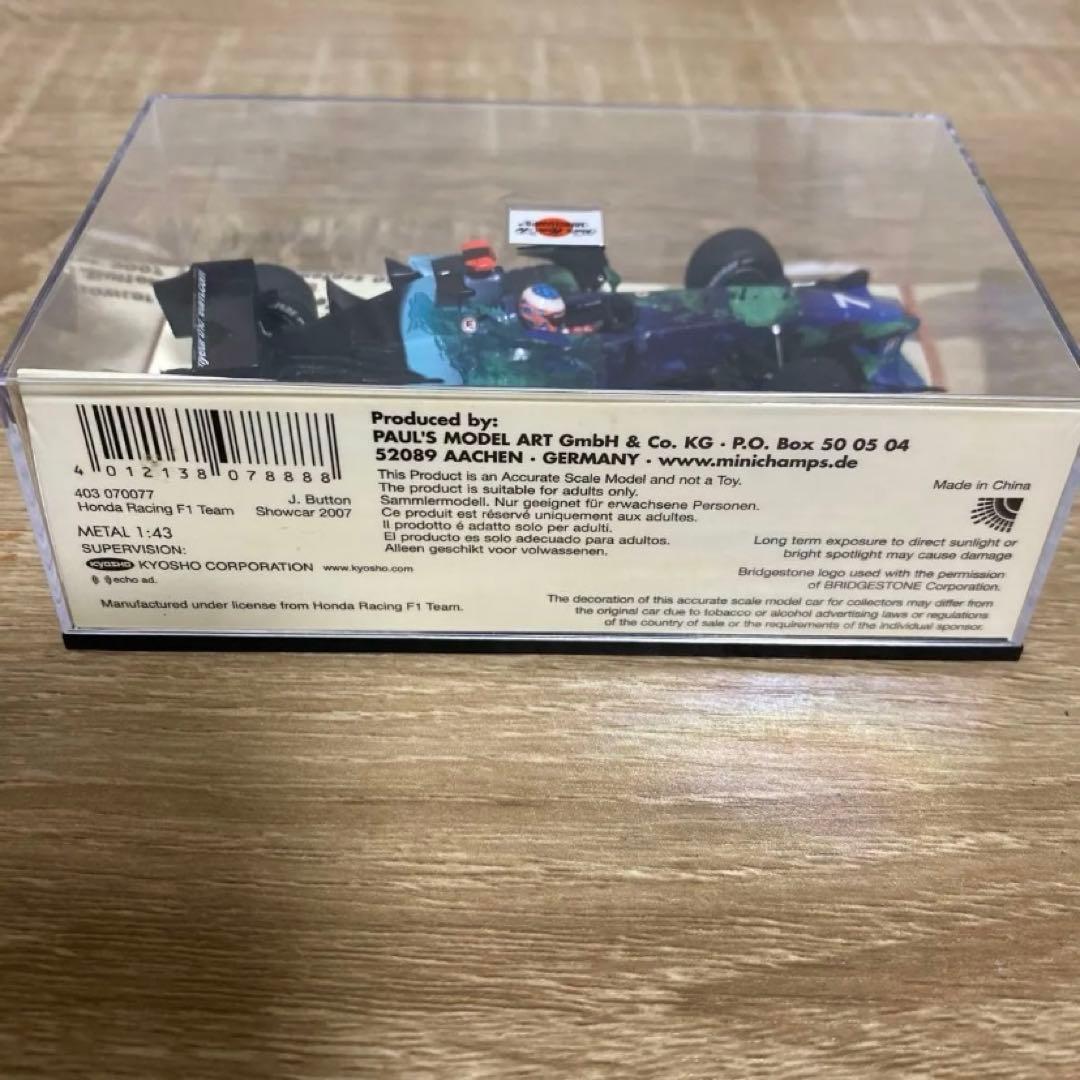 7
4 012138 078888
403 070077 J. Button
Honda Racing F1 Team Showcar 2007
METAL 1:43
SUPERVISION:
KYOSHO KYOSHO CORPORATION www.kyosho.com
echo ad.
Manufactured under license from Honda Racing F1 Team.
Produced by:
PAUL'S MODEL ART GmbH & Co. KG · P.O. Box 50 05 04
52089 AACHEN · GERMANY · www.minichamps.de
This Product is an Accurate Scale Model and not a Toy.
The product is suitable for adults only.
Sammlermodell. Nur geeignet für erwachsene Personen.
Ce produit est réservé uniquement aux adultes.
Il prodotto é adatto solo per adulti.
El producto es solo adecuado para adultos.
Alleen geschikt voor volwassenen.
Made in China
Long term exposure to direct sunlight or
bright spotlight may cause damage
Bridgestone logo used with the permission
of BRIDGESTONE Corporation.
The decoration of this accurate scale model car for collectors may differ from
the original car due to tobacco or alcohol advertising laws or regulations
of the country of sale or the requirements of the individual sponsor.